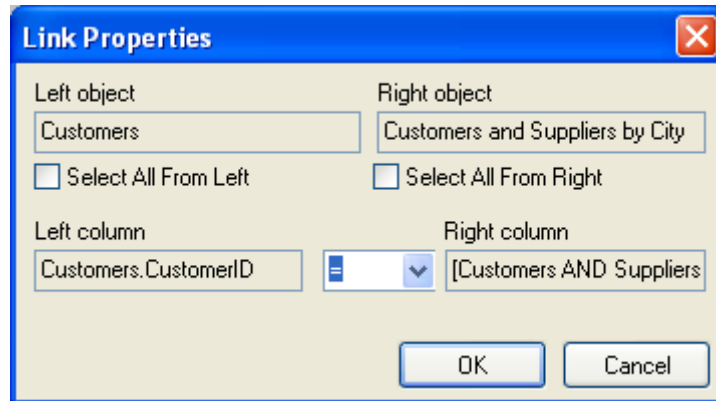 Link Properties
Left object Right object
Customers Customers and Suppliers by City
Select All From Left Select All From Right
Left column Right column
Customers.CustomerID = [Customers AND Suppliers
OK Cancel